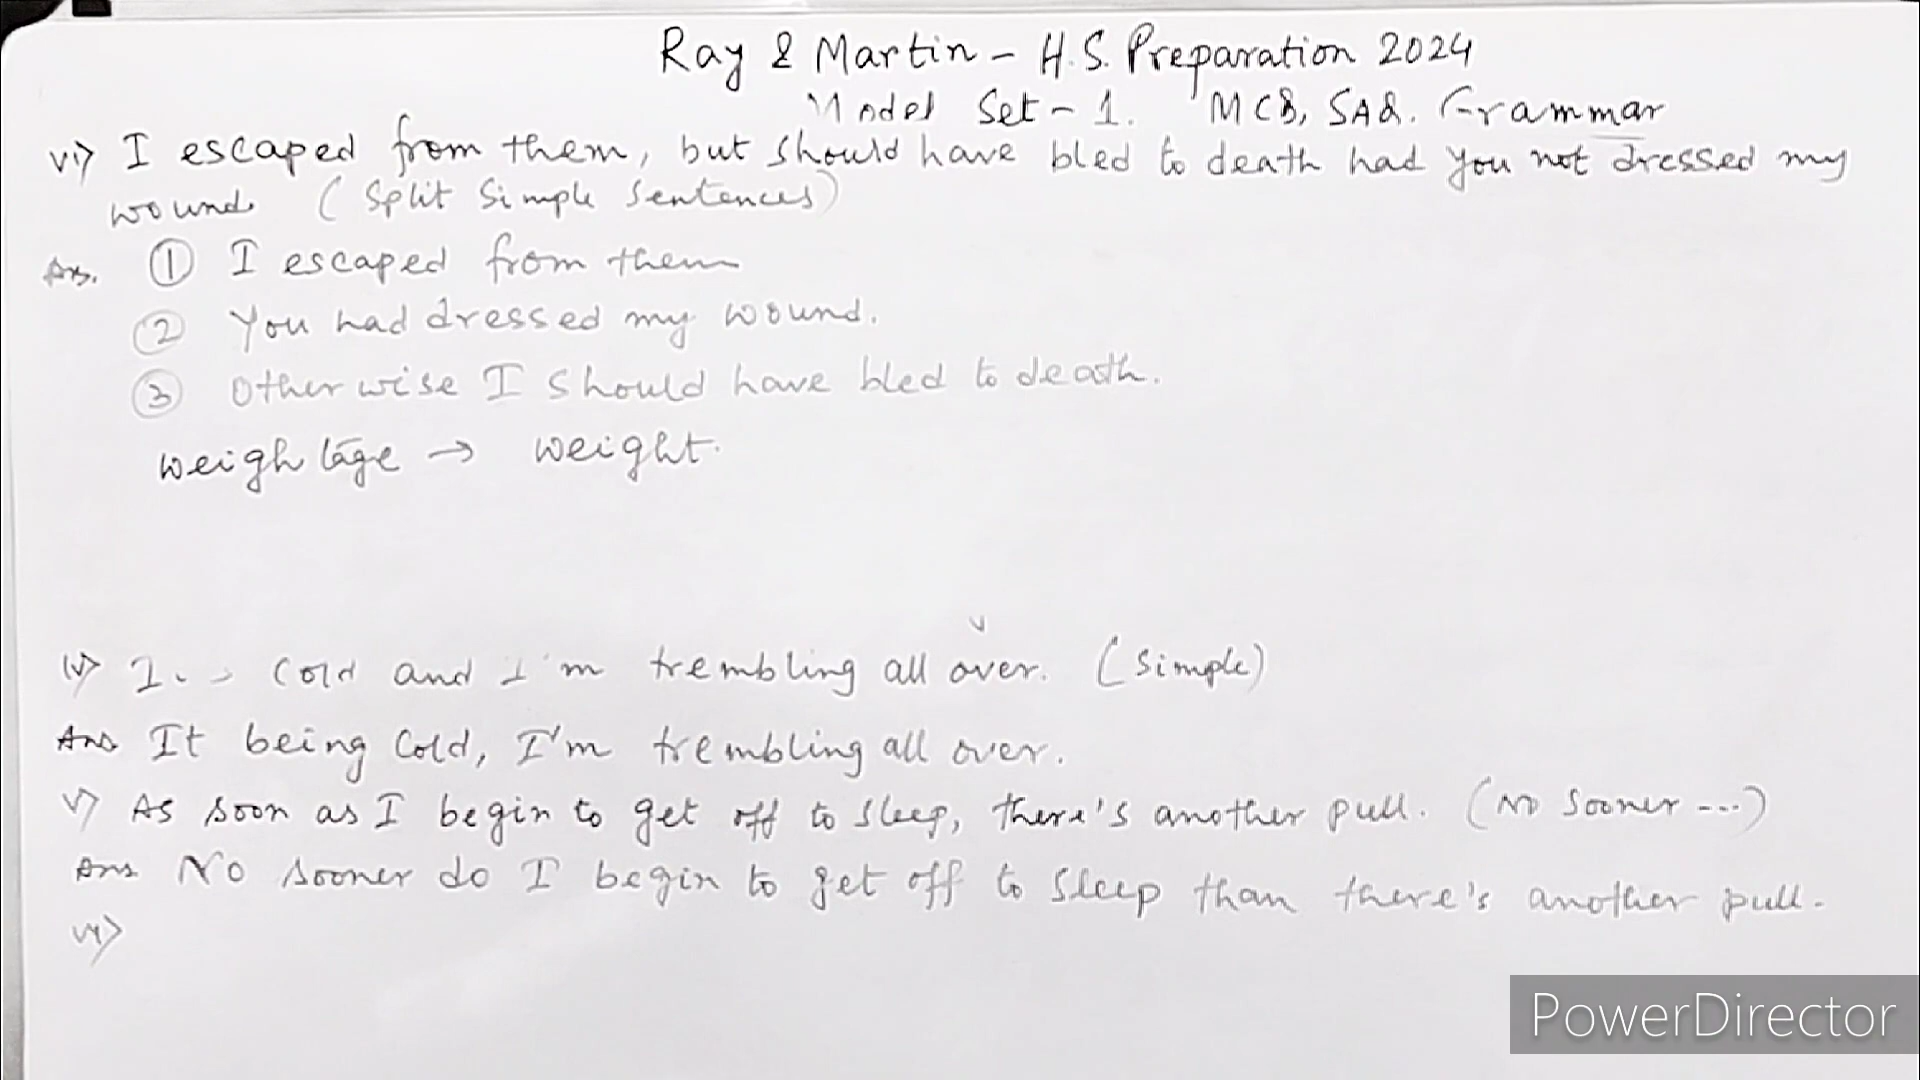 Ray & Martin - H.S. Preparation 2024
Model Set - 1. MCQ, SAQ. Grammar
vi) I escaped from them, but should have bled to death had you not dressed my
wound. (Split Simple Sentences)
Ans. ① I escaped from them
② You had dressed my wound.
③ Otherwise I should have bled to death.
weightage → weight.
iv) cold and I'm trembling all over. (Simple)
Ans It being cold, I'm trembling all over.
v) As soon as I begin to get off to sleep, there's another pull. (No sooner ---)
Ans No sooner do I begin to get off to sleep than there's another pull.
vi)
PowerDirector